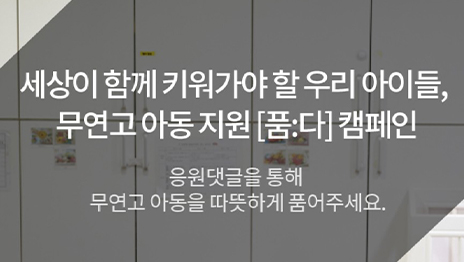 세상이 함께 키워가야 할 우리 아이들,
무연고 아동 지원 [품:다] 캠페인
응원댓글을 통해
무연고 아동을 따뜻하게 품어주세요.